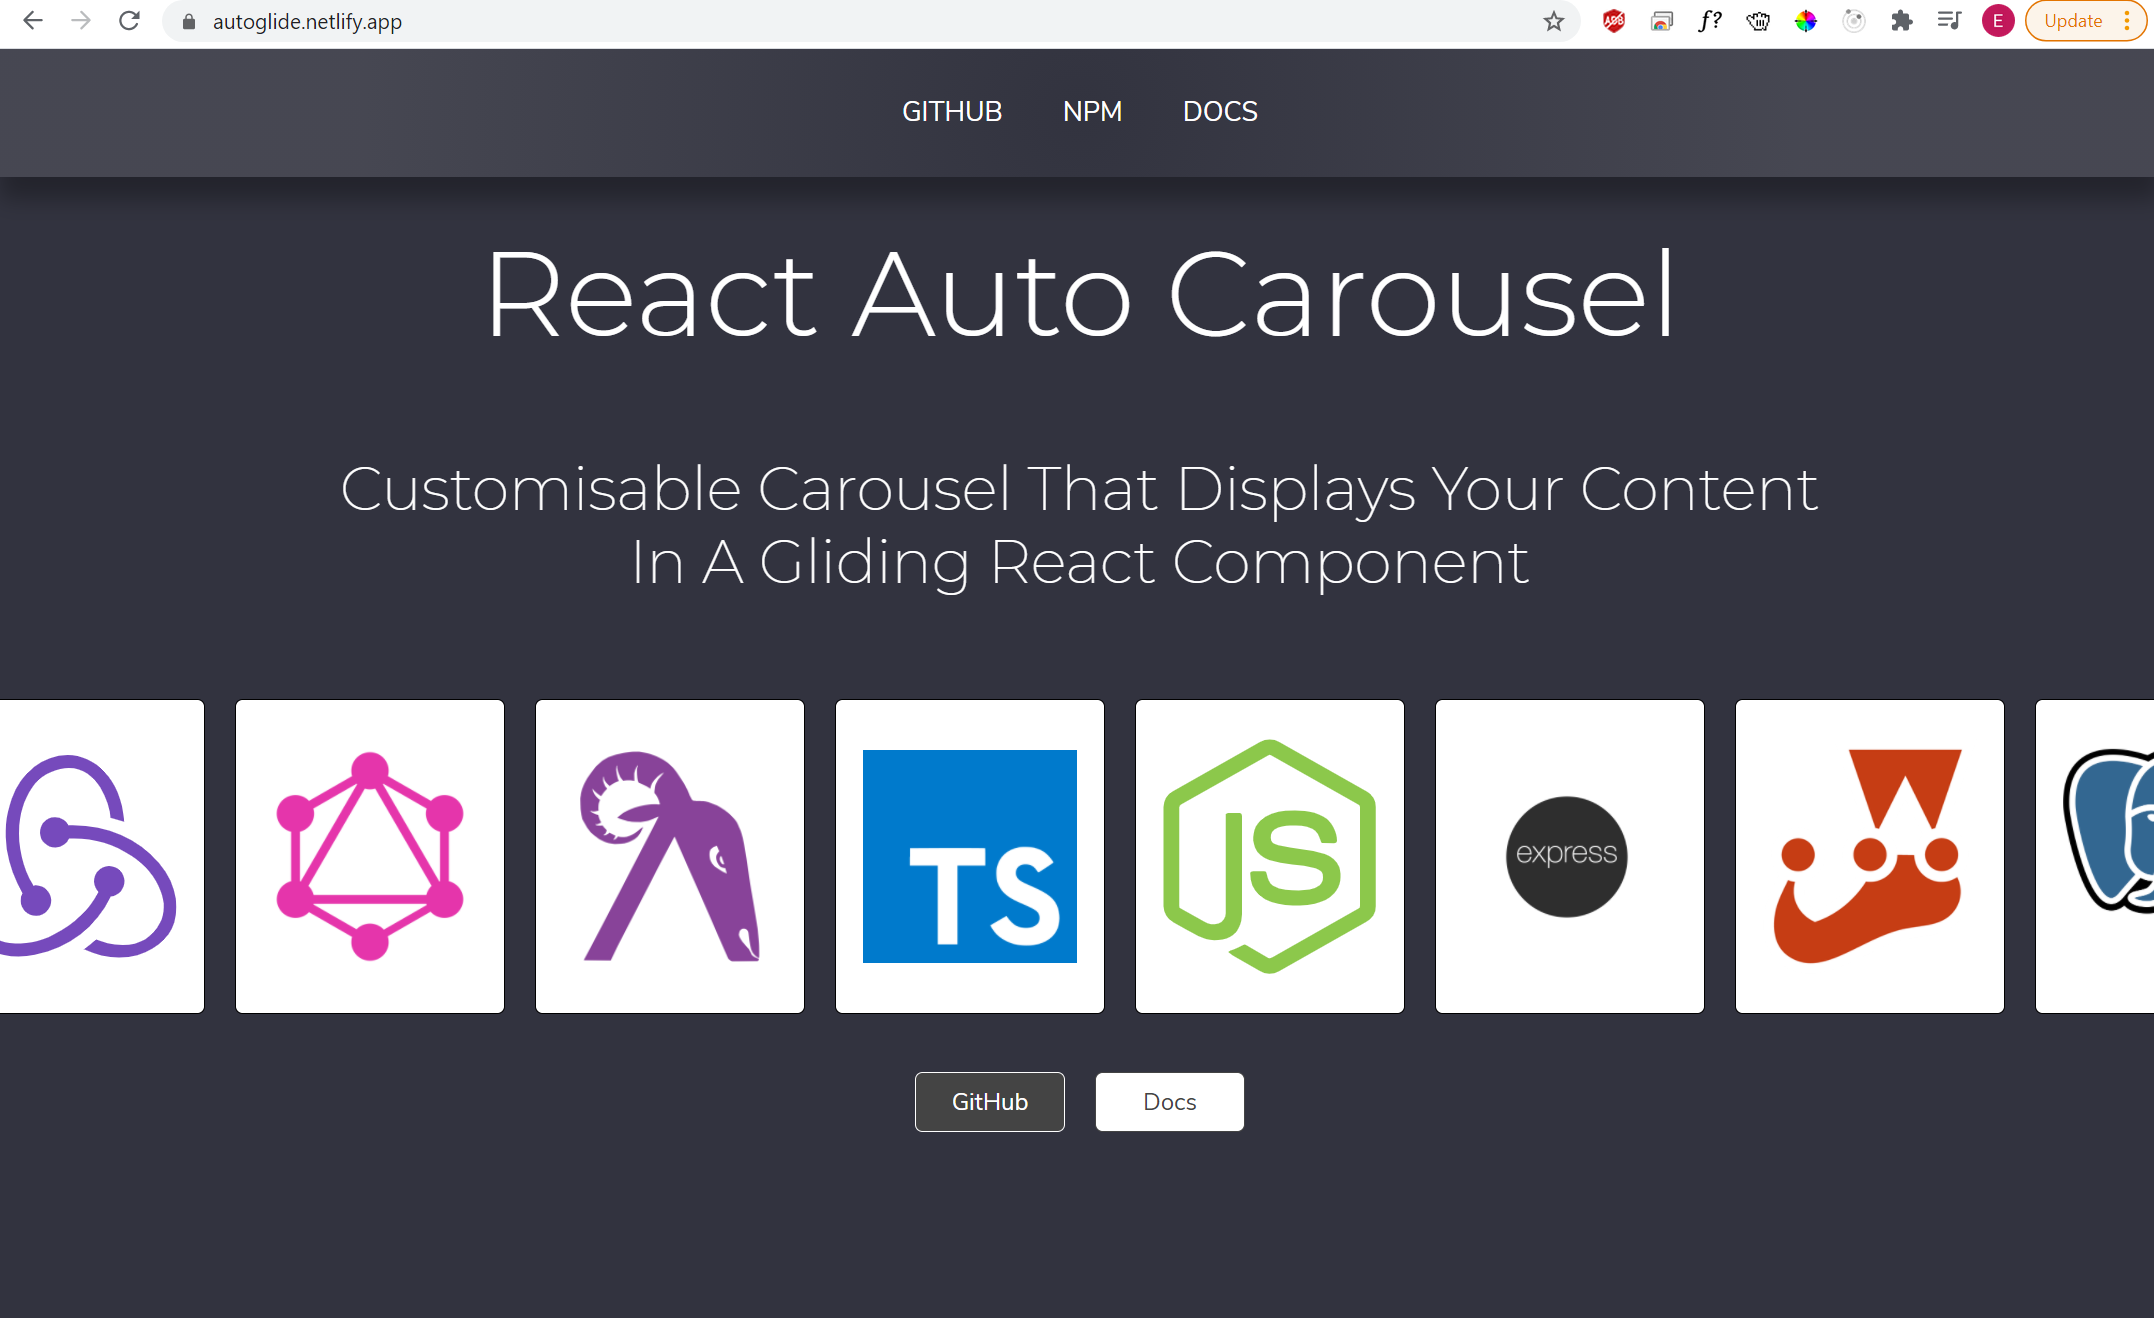 autoglide.netlify.app
ABB
f?
E
Update
GITHUB NPM DOCS
React Auto Carousel
Customisable Carousel That Displays Your Content
In A Gliding React Component
TS
JS
express
GitHub
Docs